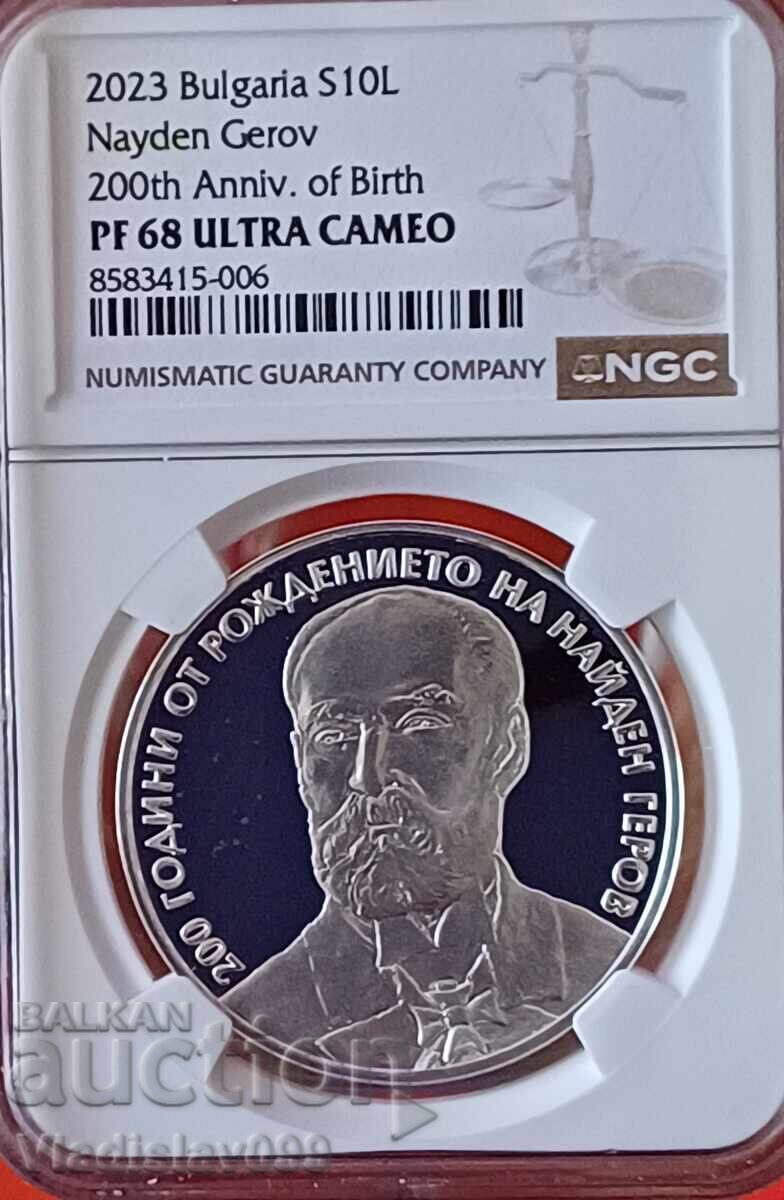 2023 Bulgaria S10L
Nayden Gerov
200th Anniv. of Birth
PF 68 ULTRA CAMEO
8583415-006
NUMISMATIC GUARANTY COMPANY NGC
200 ГОДИНИ ОТ РОЖДЕНИЕТО НА НАЙДЕН ГЕРОВ
BALKAN
auction
Vladislav099